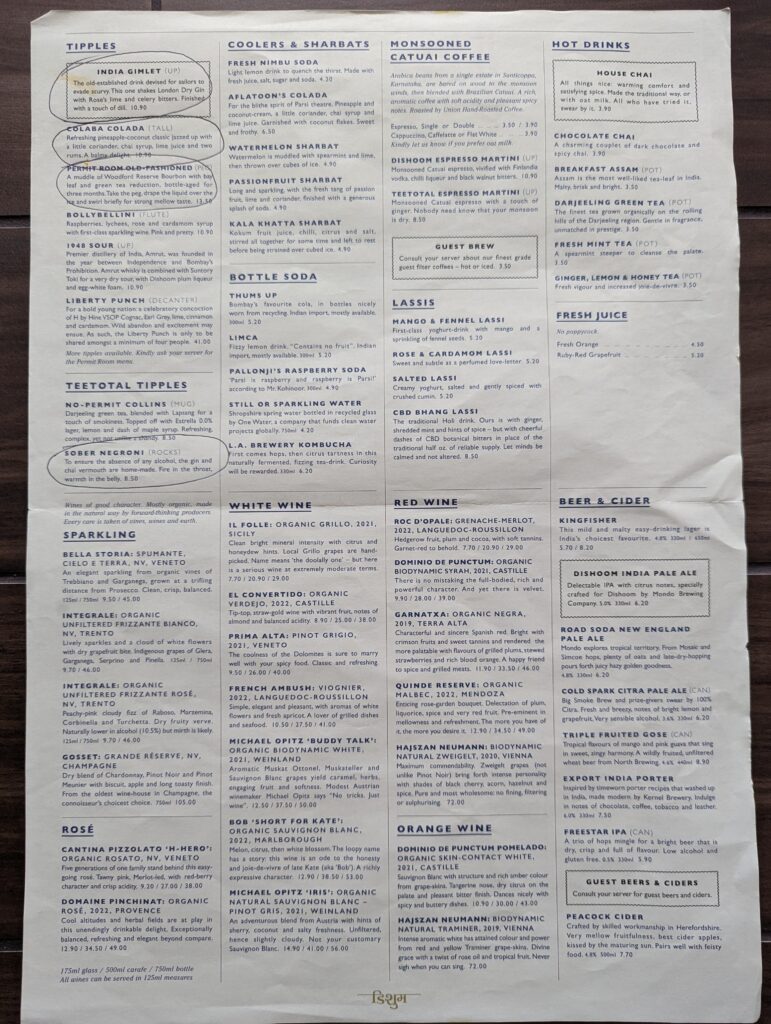 TIPPLES
INDIA GIMLET (UP)
The old-established drink devised for sailors to
evade scurvy. This one shakes London Dry Gin
with Rose's lime and celery bitters. Finished
with a touch of dill. 10.90
COLABA COLADA (TALL)
Refreshing pineapple-coconut classic jazzed up with
a little coriander, chai syrup, lime juice and two
rums. A balmy delight. 10.90
PERMIT ROOM OLD-FASHIONED
A muddle of Woodford Reserve Bourbon with bay
leaf and green tea reduction, bottle-aged for
three months. Take the peg, drape the liquid over the
ice and swirl briefly for strong mellow taste. 13.50
BOLLYBELLINI (FLUTE)
Raspberries, lychees, rose and cardamom syrup
with first-class sparkling wine. Pink and pretty. 10.90
1948 SOUR (UP)
Premier distillery of India, Amrut, was founded in
the year between Independence and Bombay's
Prohibition. Amrut whisky is combined with Suntory
Toki for a very dry sour, with Dishoom plum liqueur
and egg-white foam. 10.90
LIBERTY PUNCH (DECANTER)
For a bold young nation: a celebratory concoction
of H by Hine VSOP Cognac, Earl Grey, lime, cinnamon
and cardamom. Wild abandon and excitement may
ensue. As such, the Liberty Punch is only to be
shared amongst a minimum of four people. 41.00
More tipples available. Kindly ask your server for
the Permit Room menu.
TEETOTAL TIPPLES
NO-PERMIT COLLINS (MUG)
Darjeeling green tea, blended with Lapsang for a
touch of smokiness. Topped off with Estrella 0.0%
lager, lemon and dash of maple syrup. Refreshing,
complex, yet not unlike a shandy. 8.50
SOBER NEGRONI (ROCKS)
To ensure the absence of any alcohol, the gin and
chai vermouth are home-made. Fire in the throat,
warmth in the belly. 8.50
COOLERS & SHARBATS
FRESH NIMBU SODA
Light lemon drink to quench the thirst. Made with
fresh juice, salt, sugar and soda. 4.30
AFLATOON'S COLADA
For the blithe spirit of Parsi theatre. Pineapple and
coconut-cream, a little coriander, chai syrup and
lime juice. Garnished with coconut flakes. Sweet
and frothy. 6.50
WATERMELON SHARBAT
Watermelon is muddled with spearmint and lime,
then thrown over cubes of ice. 4.90
PASSIONFRUIT SHARBAT
Long and sparkling, with the fresh tang of passion
fruit, lime and coriander, finished with a generous
splash of soda. 4.90
KALA KHATTA SHARBAT
Kokum fruit juice, chilli, citrus and salt,
stirred all together for some time and left to rest
before being strained over cubed ice. 4.90
BOTTLE SODA
THUMS UP
Bombay's favourite cola, in bottles nicely
worn from recycling. Indian import, mostly available.
300ml 5.20
LIMCA
Fizzy lemon drink. "Contains no fruit". Indian
import, mostly available. 300ml 5.20
PALLONJI'S RASPBERRY SODA
'Parsi is raspberry and raspberry is Parsi!'
according to Mr. Kohinoor. 300ml 4.90
STILL OR SPARKLING WATER
Shropshire spring water bottled in recycled glass
by One Water, a company that funds clean water
projects globally. 750ml 4.20
L.A. BREWERY KOMBUCHA
First comes hops, then citrus tartness in this
naturally fermented, fizzing tea-drink. Curiosity
will be rewarded. 330ml 6.20
MONSOONED
CATUAI COFFEE
Arabica beans from a single estate in Santicoppa,
Karnataka, are bared on wood to the monsoon
winds, then blended with Brazilian Catuai. A rich
aromatic coffee with soft acidity and pleasant spicy
notes. Roasted by Union Hand-Roasted Coffee.
Espresso, Single or Double .... 3.50 / 3.90
Cappuccino, Caffelatte or Flat White .... 3.90
Kindly let us know if you prefer oat milk.
DISHOOM ESPRESSO MARTINI (UP)
Monsooned Catuai espresso, vivified with Finlandia
vodka, chilli liqueur and black walnut bitters. 10.90
TEETOTAL ESPRESSO MARTINI (UP)
Monsooned Catuai espresso with a touch of
ginger. Nobody need know that your monsoon
is dry. 8.50
GUEST BREW
Consult your server about our finest grade
guest filter coffees – hot or iced. 3.50
LASSIS
MANGO & FENNEL LASSI
First-class yoghurt-drink with mango and a
sprinkling of fennel seeds. 5.20
ROSE & CARDAMOM LASSI
Sweet and subtle as a perfumed love-letter. 5.20
SALTED LASSI
Creamy yoghurt, salted and gently spiced with
crushed cumin. 5.20
CBD BHANG LASSI
The traditional Holi drink. Ours is with ginger,
shredded mint and hints of spice – but with cheerful
dashes of CBD botanical bitters in place of the
traditional half oz. of reliable supply. Let minds be
calmed and not altered. 8.50
HOT DRINKS
HOUSE CHAI
All things nice: warming comfort and
satisfying spice. Made the traditional way, or
with oat milk. All who have tried it,
swear by it. 3.90
CHOCOLATE CHAI
A charming couplet of dark chocolate and
spicy chai. 3.90
BREAKFAST ASSAM (POT)
Assam is the most well-liked tea-leaf in India.
Malty, brisk and bright. 3.50
DARJEELING GREEN TEA (POT)
The finest tea grown organically on the rolling
hills of the Darjeeling region. Gentle in fragrance,
unmatched in prestige. 3.50
FRESH MINT TEA (POT)
A spearmint steeper to cleanse the palate.
3.50
GINGER, LEMON & HONEY TEA (POT)
Fresh vigour and increased joie-de-vivre. 3.50
FRESH JUICE
No poppycock.
Fresh Orange .... 4.50
Ruby-Red Grapefruit .... 5.20
Wines of good character. Mostly organic, made
in the natural way by forward-thinking producers.
Every care is taken of vines, wines and earth.
SPARKLING
BELLA STORIA: SPUMANTE,
CIELO E TERRA, NV, VENETO
An elegant sparkling from organic vines of
Trebbiano and Garganega, grown at a trifling
distance from Prosecco. Clean, crisp, balanced.
125ml / 750ml 9.50 / 45.00
INTEGRALE: ORGANIC
UNFILTERED FRIZZANTE BIANCO,
NV, TRENTO
Lively sparkles and a cloud of white flowers
with dry grapefruit bite. Indigenous grapes of Glera,
Garganega, Serprino and Pinella. 125ml / 750ml
9.70 / 46.00
INTEGRALE: ORGANIC
UNFILTERED FRIZZANTE ROSÉ,
NV, TRENTO
Peachy-pink cloudy fizz of Raboso, Marzemina,
Corbinella and Turchetta. Dry fruity verve.
Naturally lower in alcohol (10.5%) but mirth is likely.
125ml / 750ml 9.70 / 46.00
GOSSET: GRANDE RÉSERVE, NV,
CHAMPAGNE
Dry blend of Chardonnay, Pinot Noir and Pinot
Meunier with biscuit, apple and long toasty finish.
From the oldest wine-house in Champagne, the
connoisseur's choicest choice. 750ml 105.00
ROSÉ
CANTINA PIZZOLATO 'H-HERO':
ORGANIC ROSATO, NV, VENETO
Five generations of one family stand behind this easy-
going rosé. Tawny pink, Merlot-led, with red-berry
character and crisp acidity. 9.20 / 27.00 / 38.00
DOMAINE PINCHINAT: ORGANIC
ROSÉ, 2022, PROVENCE
Cool altitudes and herbal fields are at play in
this unendingly drinkable delight. Exceptionally
balanced, refreshing and elegant beyond compare.
12.90 / 34.50 / 49.00
175ml glass / 500ml carafe / 750ml bottle
All wines can be served in 125ml measures
WHITE WINE
IL FOLLE: ORGANIC GRILLO, 2021,
SICILY
Clean bright mineral intensity with citrus and
honeydew hints. Local Grillo grapes are hand-
picked. Name means 'the doolally one' – but here
is a serious wine at extremely moderate terms.
7.70 / 20.90 / 29.00
EL CONVERTIDO: ORGANIC
VERDEJO, 2022, CASTILLE
Tip-top, straw-gold wine with vibrant fruit, notes of
almond and balanced acidity. 8.90 / 25.00 / 38.00
PRIMA ALTA: PINOT GRIGIO,
2021, VENETO
The coolness of the Dolomites is sure to marry
well with your spicy food. Classic and refreshing.
9.50 / 26.00 / 40.00
FRENCH AMBUSH: VIOGNIER,
2022, LANGUEDOC-ROUSSILLON
Simple, elegant and pleasant, with aromas of white
flowers and fresh apricot. A lover of grilled dishes
and seafood. 10.50 / 27.50 / 41.00
MICHAEL OPITZ 'BUDDY TALK':
ORGANIC BIODYNAMIC WHITE,
2021, WEINLAND
Aromatic Muskat Ottonel, Muskateller and
Sauvignon Blanc grapes yield caramel, herbs,
engaging fruit and softness. Modest Austrian
winemaker Michael Opitz says "No tricks. Just
wine". 12.50 / 37.50 / 50.00
BOB 'SHORT FOR KATE':
ORGANIC SAUVIGNON BLANC,
2022, MARLBOROUGH
Melon, citrus, then white blossom. The loopy name
has a story: this wine is an ode to the honesty
and joie-de-vivre of late Kate (aka 'Bob'). A richly
expressive character. 12.90 / 38.50 / 53.00
MICHAEL OPITZ 'IRIS': ORGANIC
NATURAL SAUVIGNON BLANC –
PINOT GRIS, 2021, WEINLAND
An adventurous blend from Austria with hints of
sherry, coconut and salty freshness. Unfiltered,
hence slightly cloudy. Not your customary
Sauvignon Blanc. 14.90 / 41.00 / 56.00
RED WINE
ROC D'OPALE: GRENACHE-MERLOT,
2022, LANGUEDOC-ROUSSILLON
Hedgerow fruit, plum and cocoa, with soft tannins.
Garnet-red to behold. 7.70 / 20.90 / 29.00
DOMINIO DE PUNCTUM: ORGANIC
BIODYNAMIC SYRAH, 2021, CASTILLE
There is no mistaking the full-bodied, rich and
powerful character. And yet there is velvet.
9.90 / 28.00 / 39.00
GARNATXA: ORGANIC NEGRA,
2019, TERRA ALTA
Characterful and sincere Spanish red. Bright with
crimson fruits and sweet tannins and rendered the
more palatable with flavours of grilled plums, stewed
strawberries and rich blood orange. A happy friend
to spice and grilled meats. 11.90 / 33.50 / 46.00
QUINDE RESERVE: ORGANIC
MALBEC, 2022, MENDOZA
Enticing rose-garden bouquet. Delectation of plum,
liquorice, spice and very red fruit. Pre-eminent in
mellowness and refreshment. The more you have of
it, the more you desire it. 12.90 / 34.50 / 49.00
HAJSZAN NEUMANN: BIODYNAMIC
NATURAL ZWEIGELT, 2020, VIENNA
Maximum commendability. Zweigelt grapes (not
unlike Pinot Noir) bring forth intense personality
with shades of black cherry, acorn, hazelnut and
spice. Pure and most wholesome: no fining, filtering
or sulphurising. 72.00
ORANGE WINE
DOMINIO DE PUNCTUM POMELADO:
ORGANIC SKIN-CONTACT WHITE,
2021, CASTILLE
Sauvignon Blanc with structure and rich amber colour
from grape-skins. Tangerine nose, dry citrus on the
palate and pleasant bitter finish. Dances nicely with
spicy and buttery dishes. 10.90 / 30.00 / 43.00
HAJSZAN NEUMANN: BIODYNAMIC
NATURAL TRAMINER, 2019, VIENNA
Intense aromatic white has attained colour and power
from red and yellow Traminer grape-skins. Divine
grace with a twist of rose oil and tropical fruit. Never
sigh when you can sing. 72.00
BEER & CIDER
KINGFISHER
This mild and malty easy-drinking lager is
India's choicest favourite. 4.8% 330ml / 650ml
5.70 / 8.20
DISHOOM INDIA PALE ALE
Delectable IPA with citrus notes, specially
crafted for Dishoom by Mondo Brewing
Company. 5.0% 330ml 6.20
ROAD SODA NEW ENGLAND
PALE ALE
Mondo explores tropical territory. From Mosaic and
Simcoe hops, plenty of oats and late-dry-hopping
pours forth juicy hazy golden goodness.
4.8% 330ml 6.20
COLD SPARK CITRA PALE ALE (CAN)
Big Smoke Brew and prize-givers swear by 100%
Citra. Fresh and breezy, notes of bright lemon and
grapefruit. Very sensible alcohol. 3.6% 330ml 6.20
TRIPLE FRUITED GOSE (CAN)
Tropical flavours of mango and pink guava that sing
in sweet, zingy harmony. A wildly fruited, unfiltered
wheat beer from North Brewing. 4.6% 440ml 8.90
EXPORT INDIA PORTER
Inspired by timeworn porter recipes that washed up
in India, made modern by Kernel Brewery. Indulge
in notes of chocolate, coffee, tobacco and leather.
6.0% 330ml 7.50
FREESTAR IPA (CAN)
A trio of hops mingle for a bright beer that is
dry, crisp and full of flavour. Low alcohol and
gluten free. 0.5% 330ml 5.90
GUEST BEERS & CIDERS
Consult your server for guest beers and ciders.
PEACOCK CIDER
Crafted by skilled workmanship in Herefordshire.
Very mellow fruitfulness, best cider apples,
kissed by the maturing sun. Pairs well with feisty
food. 4.8% 500ml 7.70
डिशुम